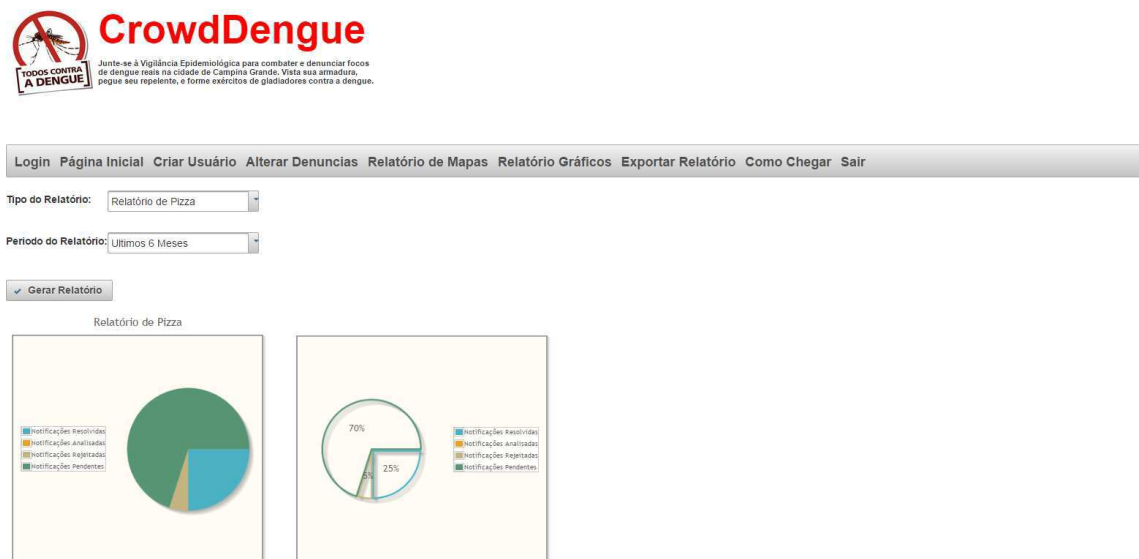 CrowdDengue
Junte-se à Vigilância Epidemiológica para combater e denunciar focos
de dengue reais na cidade de Campina Grande. Vista sua armadura,
pegue seu repelente, e forme exércitos de gladiadores contra a dengue.
TODOS CONTRA
A DENGUE
Login Página Inicial Criar Usuário Alterar Denuncias Relatório de Mapas Relatório Gráficos Exportar Relatório Como Chegar Sair
Tipo do Relatório: Relatório de Pizza
Periodo do Relatório: Ultimos 6 Meses
Gerar Relatório
Relatório de Pizza
Notificações Resolvidas
Notificações Analisadas
Notificações Rejeitadas
Notificações Pendentes
70%
25%
5%
Notificações Resolvidas
Notificações Analisadas
Notificações Rejeitadas
Notificações Pendentes